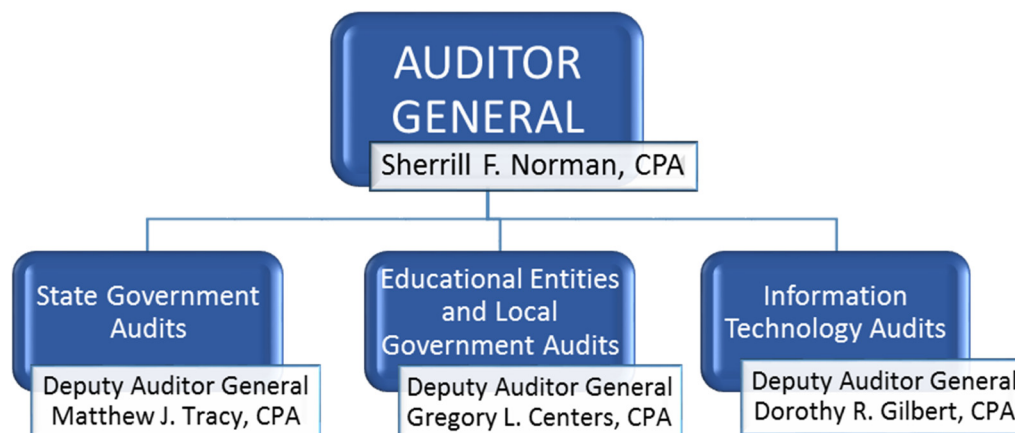 AUDITOR
GENERAL
Sherrill F. Norman, CPA
State Government
Audits
Deputy Auditor General
Matthew J. Tracy, CPA
Educational Entities
and Local
Government Audits
Deputy Auditor General
Gregory L. Centers, CPA
Information
Technology Audits
Deputy Auditor General
Dorothy R. Gilbert, CPA